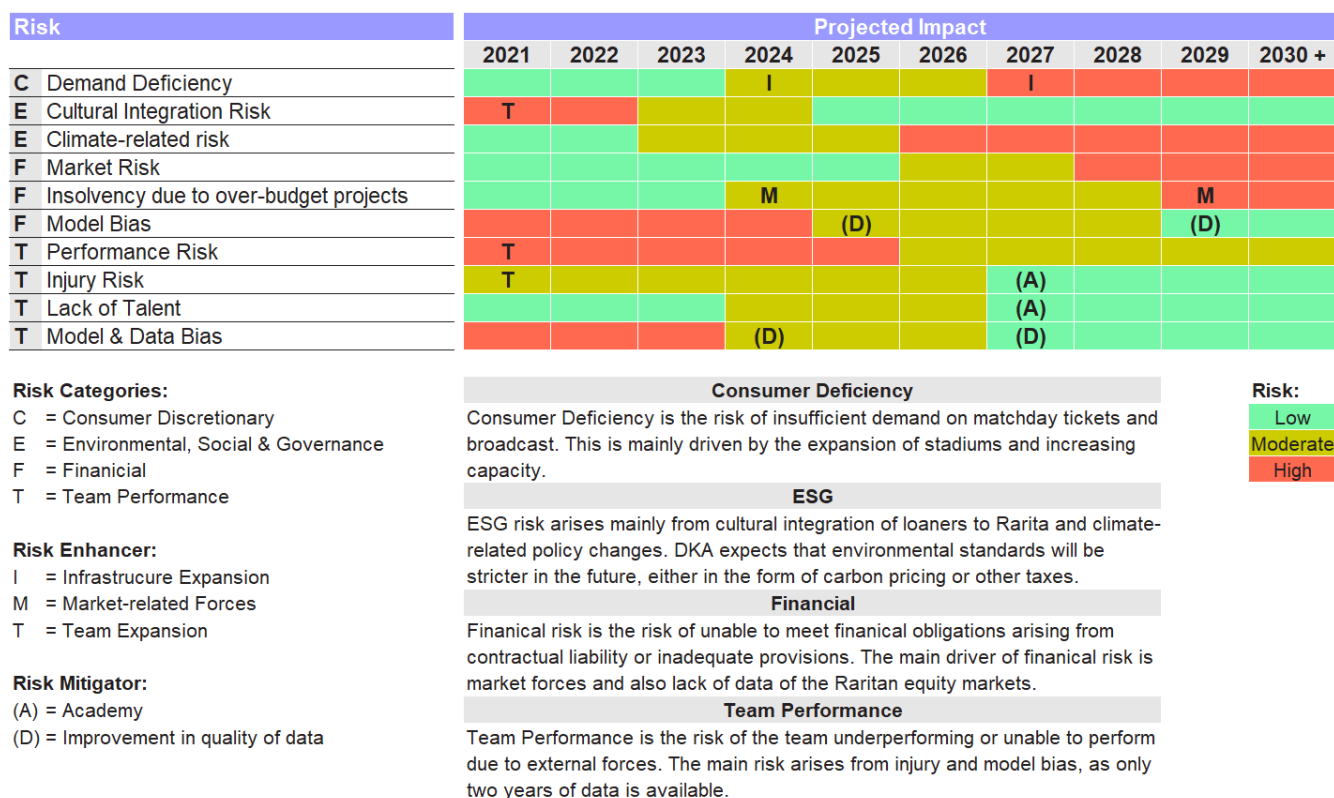 Risk Projected Impact
2021 2022 2023 2024 2025 2026 2027 2028 2029 2030 +
C Demand Deficiency I I
E Cultural Integration Risk T
E Climate-related risk
F Market Risk
F Insolvency due to over-budget projects M M
F Model Bias (D) (D)
T Performance Risk T
T Injury Risk T (A)
T Lack of Talent (A)
T Model & Data Bias (D) (D)
Risk Categories:
C = Consumer Discretionary
E = Environmental, Social & Governance
F = Finanicial
T = Team Performance
Risk Enhancer:
I = Infrastrucure Expansion
M = Market-related Forces
T = Team Expansion
Risk Mitigator:
(A) = Academy
(D) = Improvement in quality of data
Consumer Deficiency
Consumer Deficiency is the risk of insufficient demand on matchday tickets and
broadcast. This is mainly driven by the expansion of stadiums and increasing
capacity.
ESG
ESG risk arises mainly from cultural integration of loaners to Rarita and climate-
related policy changes. DKA expects that environmental standards will be
stricter in the future, either in the form of carbon pricing or other taxes.
Financial
Finanical risk is the risk of unable to meet finanical obligations arising from
contractual liability or inadequate provisions. The main driver of finanical risk is
market forces and also lack of data of the Raritan equity markets.
Team Performance
Team Performance is the risk of the team underperforming or unable to perform
due to external forces. The main risk arises from injury and model bias, as only
two years of data is available.
Risk:
Low
Moderate
High